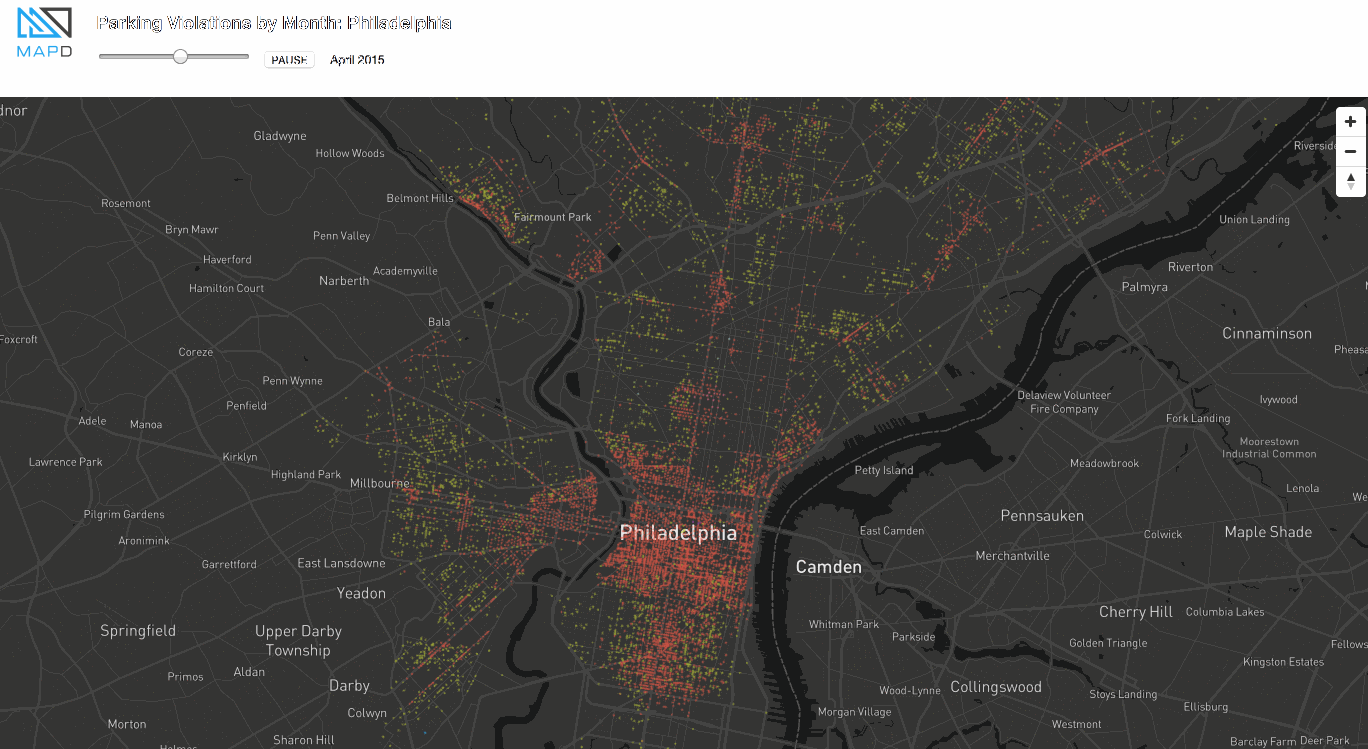 Parking Violations by Month: Philadelphia
MAPD
PAUSE
April 2015
dnor
Gladwyne
Hollow Woods
Riverside
Belmont Hills
Rosemont
Fairmount Park
Union Landing
Bryn Mawr
Penn Valley
Haverford
Academyville
Riverton
Narberth
Hamilton Court
Palmyra
Bala
Cinnaminson
Foxcroft
Coreze
Pheasa
Penn Wynne
Delaview Volunteer
Fire Company
Penfield
Ivywood
Adele
Manoa
Fork Landing
Moorestown
Industrial Common
Kirklyn
Lawrence Park
Meadowbrook
Petty Island
Highland Park
Millbourne
Lenola
We
Pilgrim Gardens
Pennsauken
Philadelphia
East Camden
Colwick
Maple Shade
Aronimink
Merchantville
Garrettford
East Lansdowne
Camden
Yeadon
Cherry Hill
Columbia Lakes
Whitman Park
Springfield
Upper Darby
Township
Parkside
Golden Triangle
Fellows
Kingston Estates
Aldan
Primos
Darby
Wood-Lynne
Collingswood
Stoys Landing
Ellisburg
Colwyn
Morgan Village
Morton
Westmont
Sharon Hill
Barclay Farm
Deer Park
Holmes